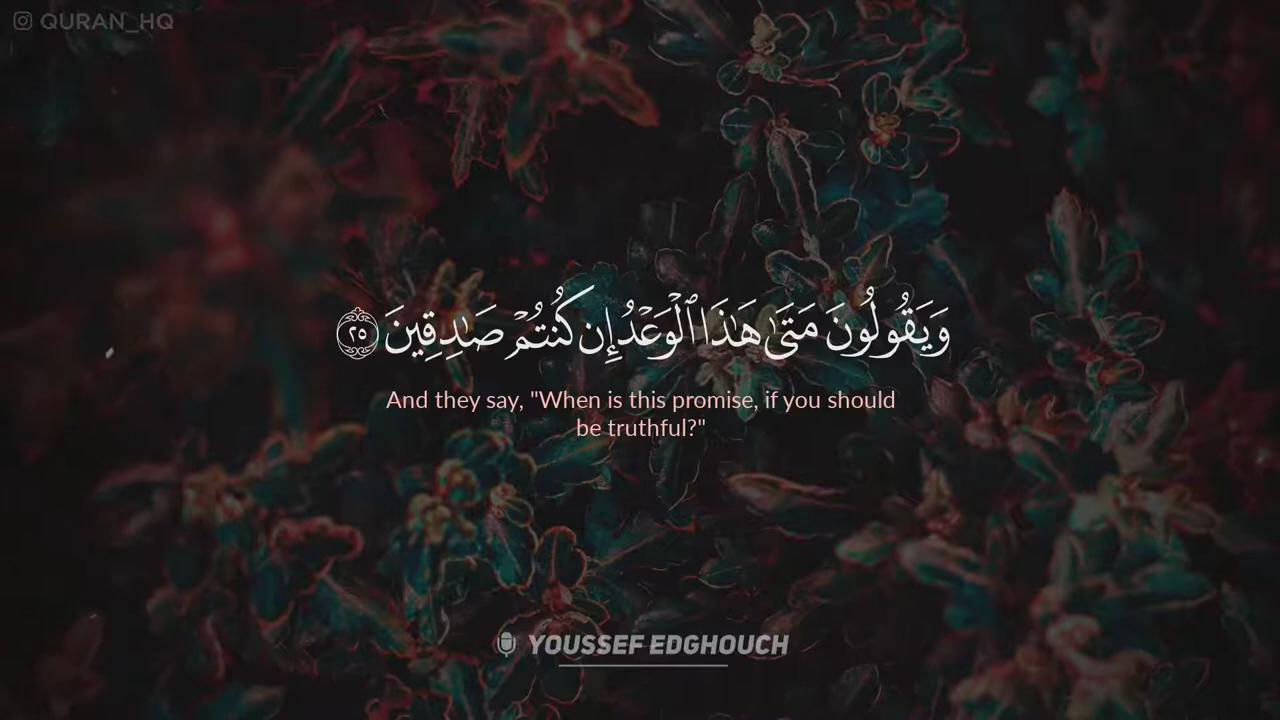 QURAN_HQ
وَيَقُولُونَ مَتَىٰ هَٰذَا ٱلْوَعْدُ إِن كُنتُمْ صَٰدِقِينَ ٢٥
And they say, "When is this promise, if you should
be truthful?"
YOUSSEF EDGHOUCH